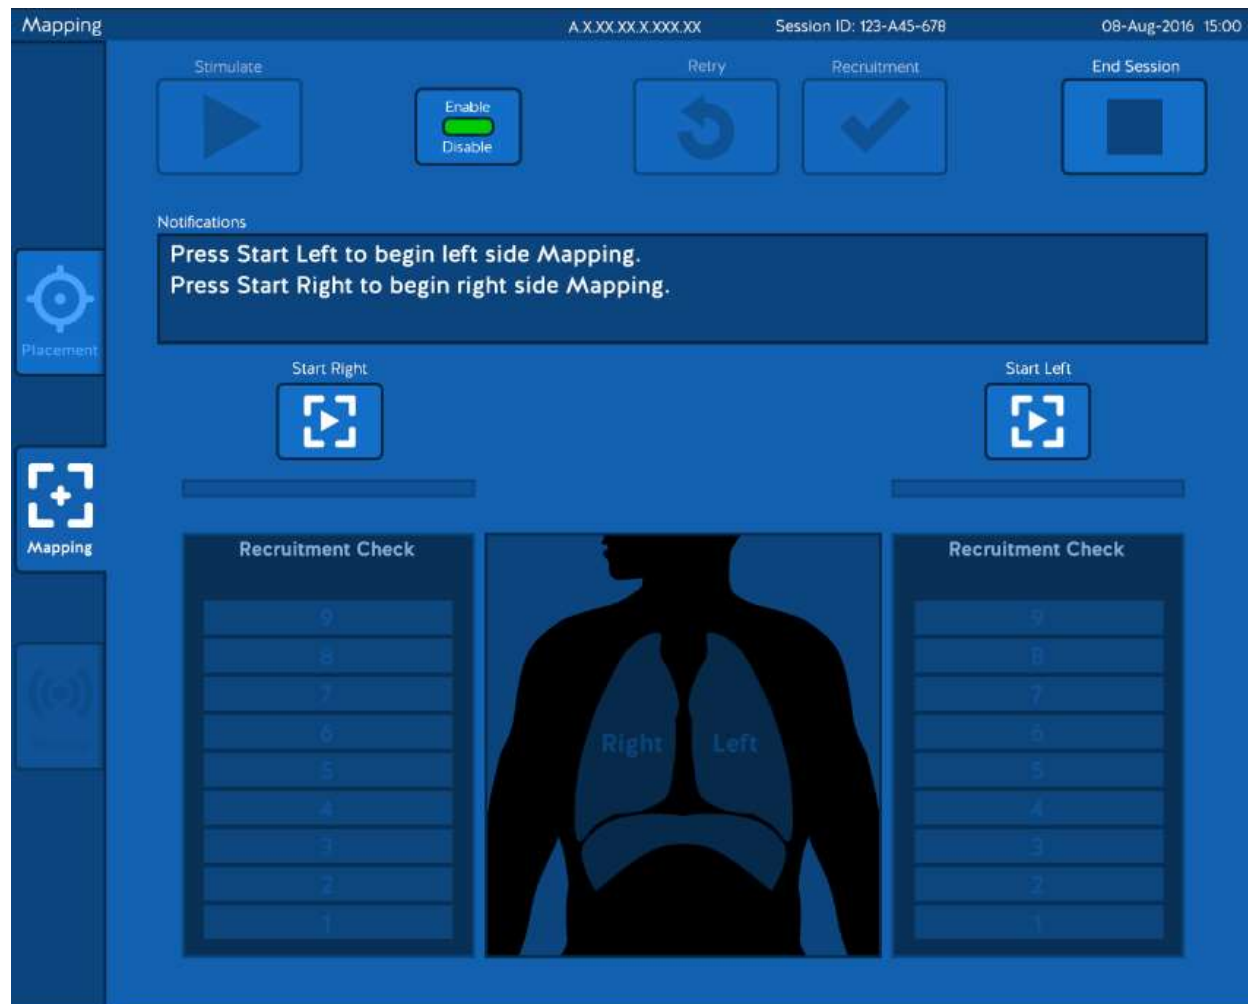 Mapping A.X.XX.XX.X.XXX.XX Session ID: 123-A45-678 08-Aug-2016 15:00
Stimulate Retry Recruitment End Session
Enable
Disable
Notifications
Press Start Left to begin left side Mapping.
Press Start Right to begin right side Mapping.
Placement
Start Right Start Left
Mapping
Recruitment Check Recruitment Check
9 9
8 8
7 7
Right Left
6 6
5 5
4 4
3 3
2 2
1 1